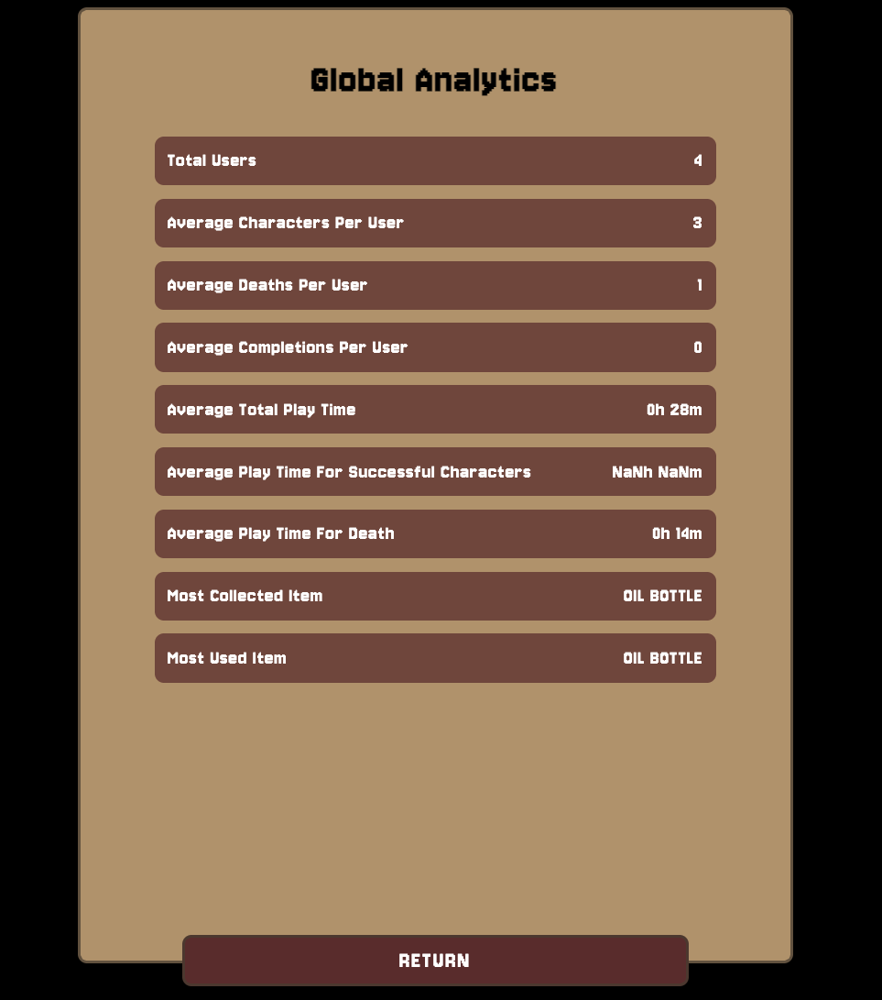 Global Analytics
Total Users 4
Average Characters Per User 3
Average Deaths Per User 1
Average Completions Per User 0
Average Total Play Time 0h 28m
Average Play Time For Successful Characters NaNh NaNm
Average Play Time For Death 0h 14m
Most Collected Item OIL BOTTLE
Most Used Item OIL BOTTLE
RETURN